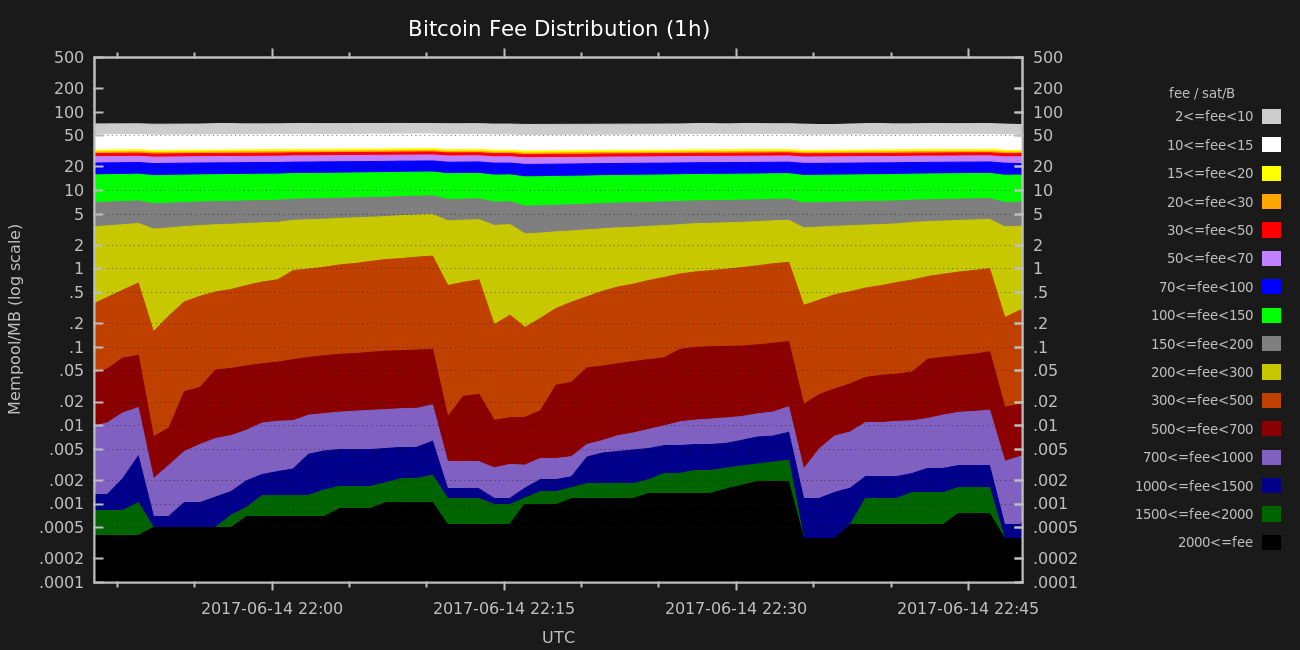 Bitcoin Fee Distribution (1h)
Mempool/MB (log scale)
500
200
100
50
20
10
5
2
1
.5
.2
.1
.05
.02
.01
.005
.002
.001
.0005
.0002
.0001
500
200
100
50
20
10
5
2
1
.5
.2
.1
.05
.02
.01
.005
.002
.001
.0005
.0002
.0001
2017-06-14 22:00
2017-06-14 22:15
2017-06-14 22:30
2017-06-14 22:45
UTC
fee / sat/B
2<=fee<10
10<=fee<15
15<=fee<20
20<=fee<30
30<=fee<50
50<=fee<70
70<=fee<100
100<=fee<150
150<=fee<200
200<=fee<300
300<=fee<500
500<=fee<700
700<=fee<1000
1000<=fee<1500
1500<=fee<2000
2000<=fee